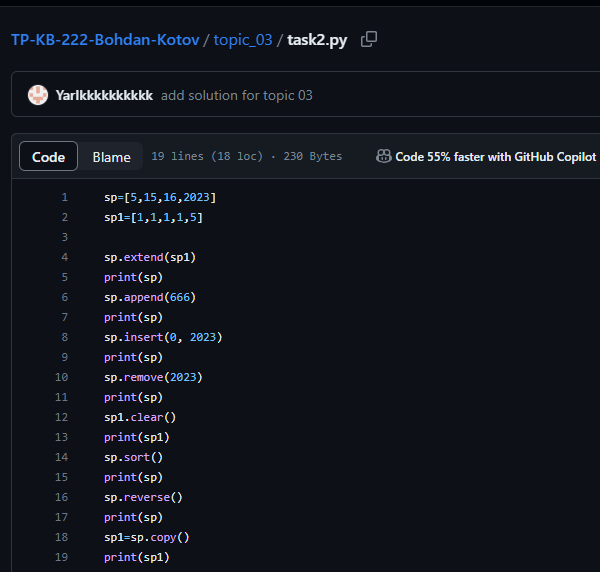 TP-KB-222-Bohdan-Kotov / topic_03 / task2.py
Yarlkkkkkkkkkkk add solution for topic 03
Code Blame 19 lines (18 loc) · 230 Bytes Code 55% faster with GitHub Copilot
1 sp=[5,15,16,2023]
2 sp1=[1,1,1,1,5]
3
4 sp.extend(sp1)
5 print(sp)
6 sp.append(666)
7 print(sp)
8 sp.insert(0, 2023)
9 print(sp)
10 sp.remove(2023)
11 print(sp)
12 sp1.clear()
13 print(sp1)
14 sp.sort()
15 print(sp)
16 sp.reverse()
17 print(sp)
18 sp1=sp.copy()
19 print(sp1)